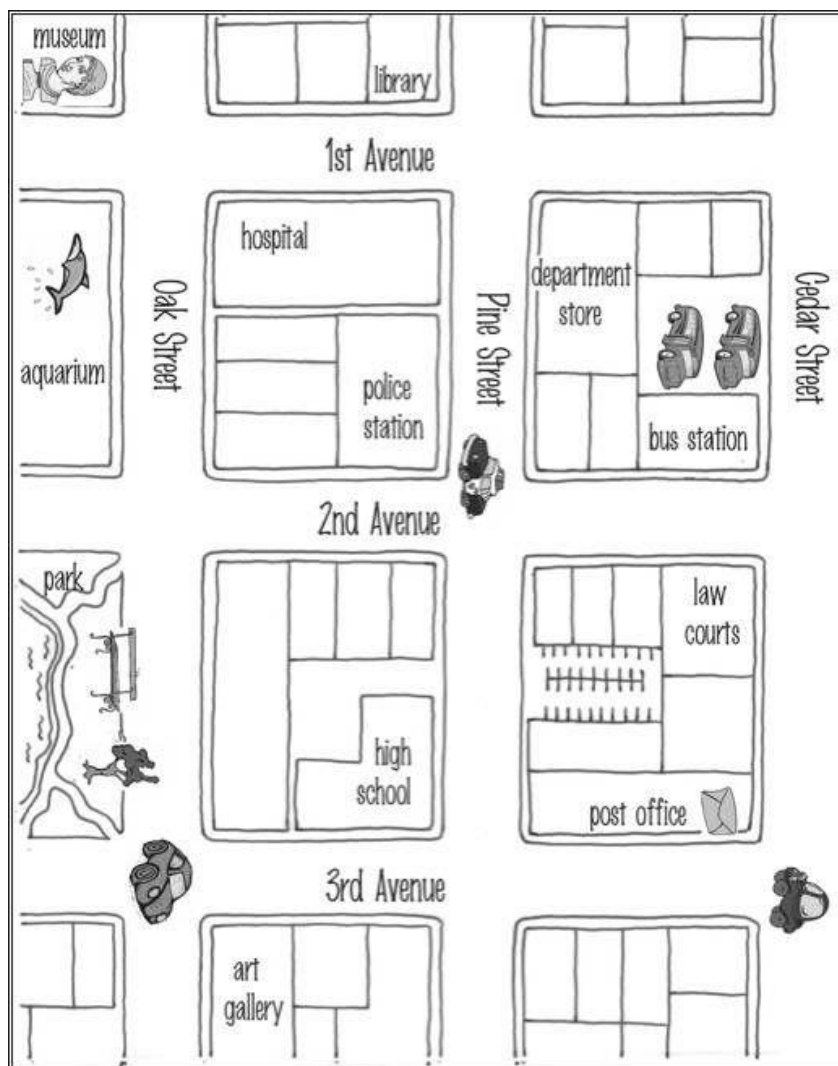 museum
library
1st Avenue
hospital
department
store
Oak Street
Pine Street
Cedar Street
aquarium
police
station
bus station
2nd Avenue
park
law
courts
high
school
post office
3rd Avenue
art
gallery